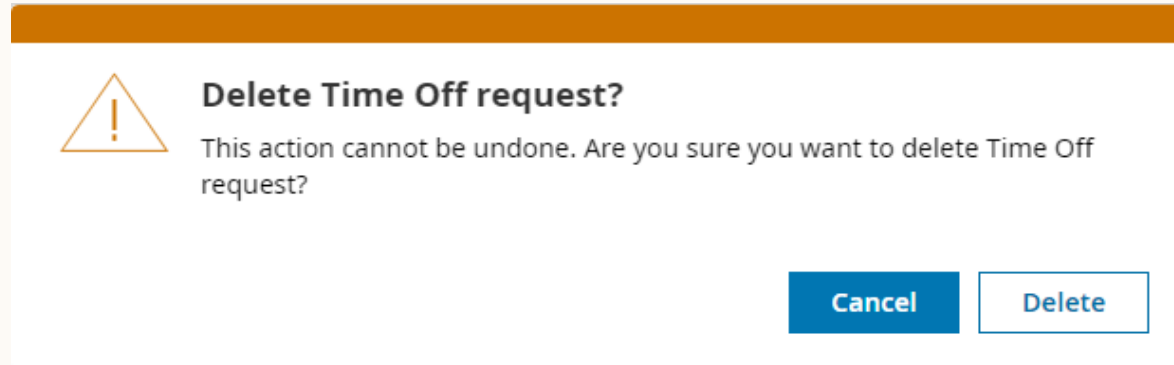 Delete Time Off request?
This action cannot be undone. Are you sure you want to delete Time Off
request?
Cancel Delete